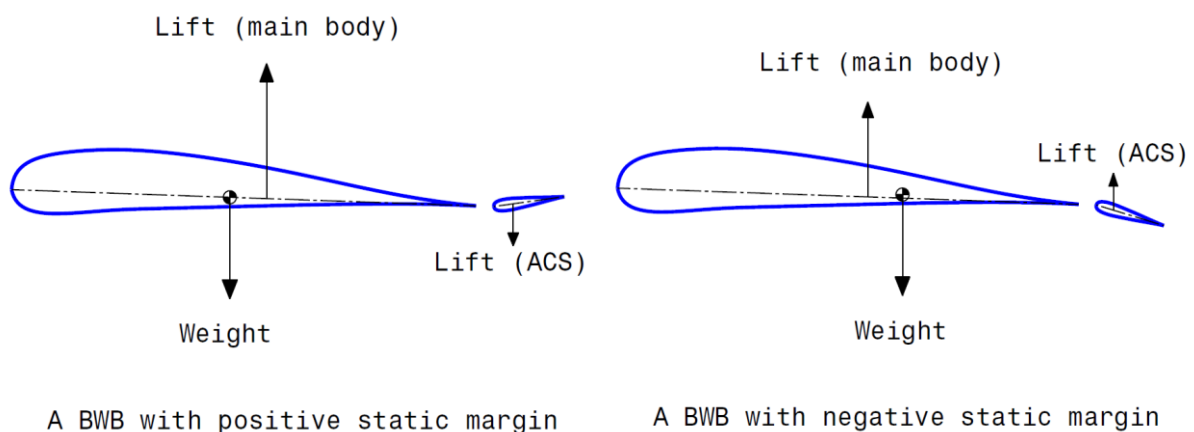 Lift (main body)
Lift (ACS)
Weight
A BWB with positive static margin
Lift (main body)
Lift (ACS)
Weight
A BWB with negative static margin